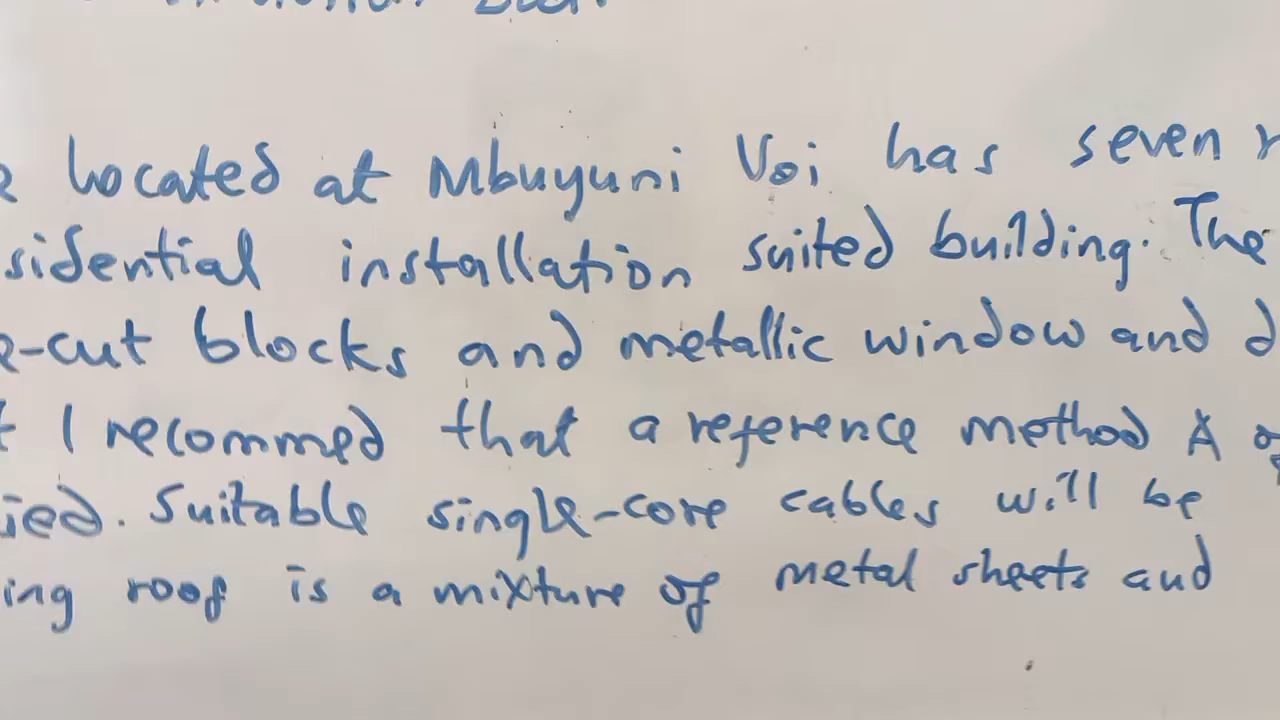 located at Mbuyuni Voi has seven
sidential installation suited building. The
-cut blocks and metallic window and d
I recommed that a reference method A
ied. Suitable single-core cables will be
ing roof is a mixture of metal sheets and